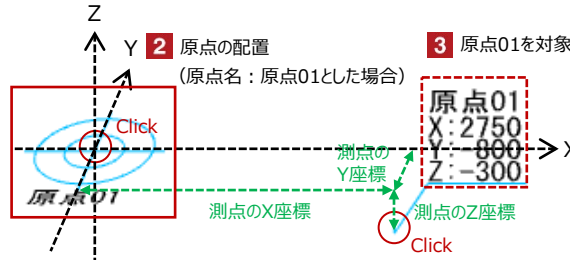 Z
Y
2 原点の配置
(原点名：原点01とした場合)
3 原点01を対象
Click
原点01
X:2750
Y:-800
Z:-300
X
測点の
Y座標
原点01
測点のX座標
測点のZ座標
Click